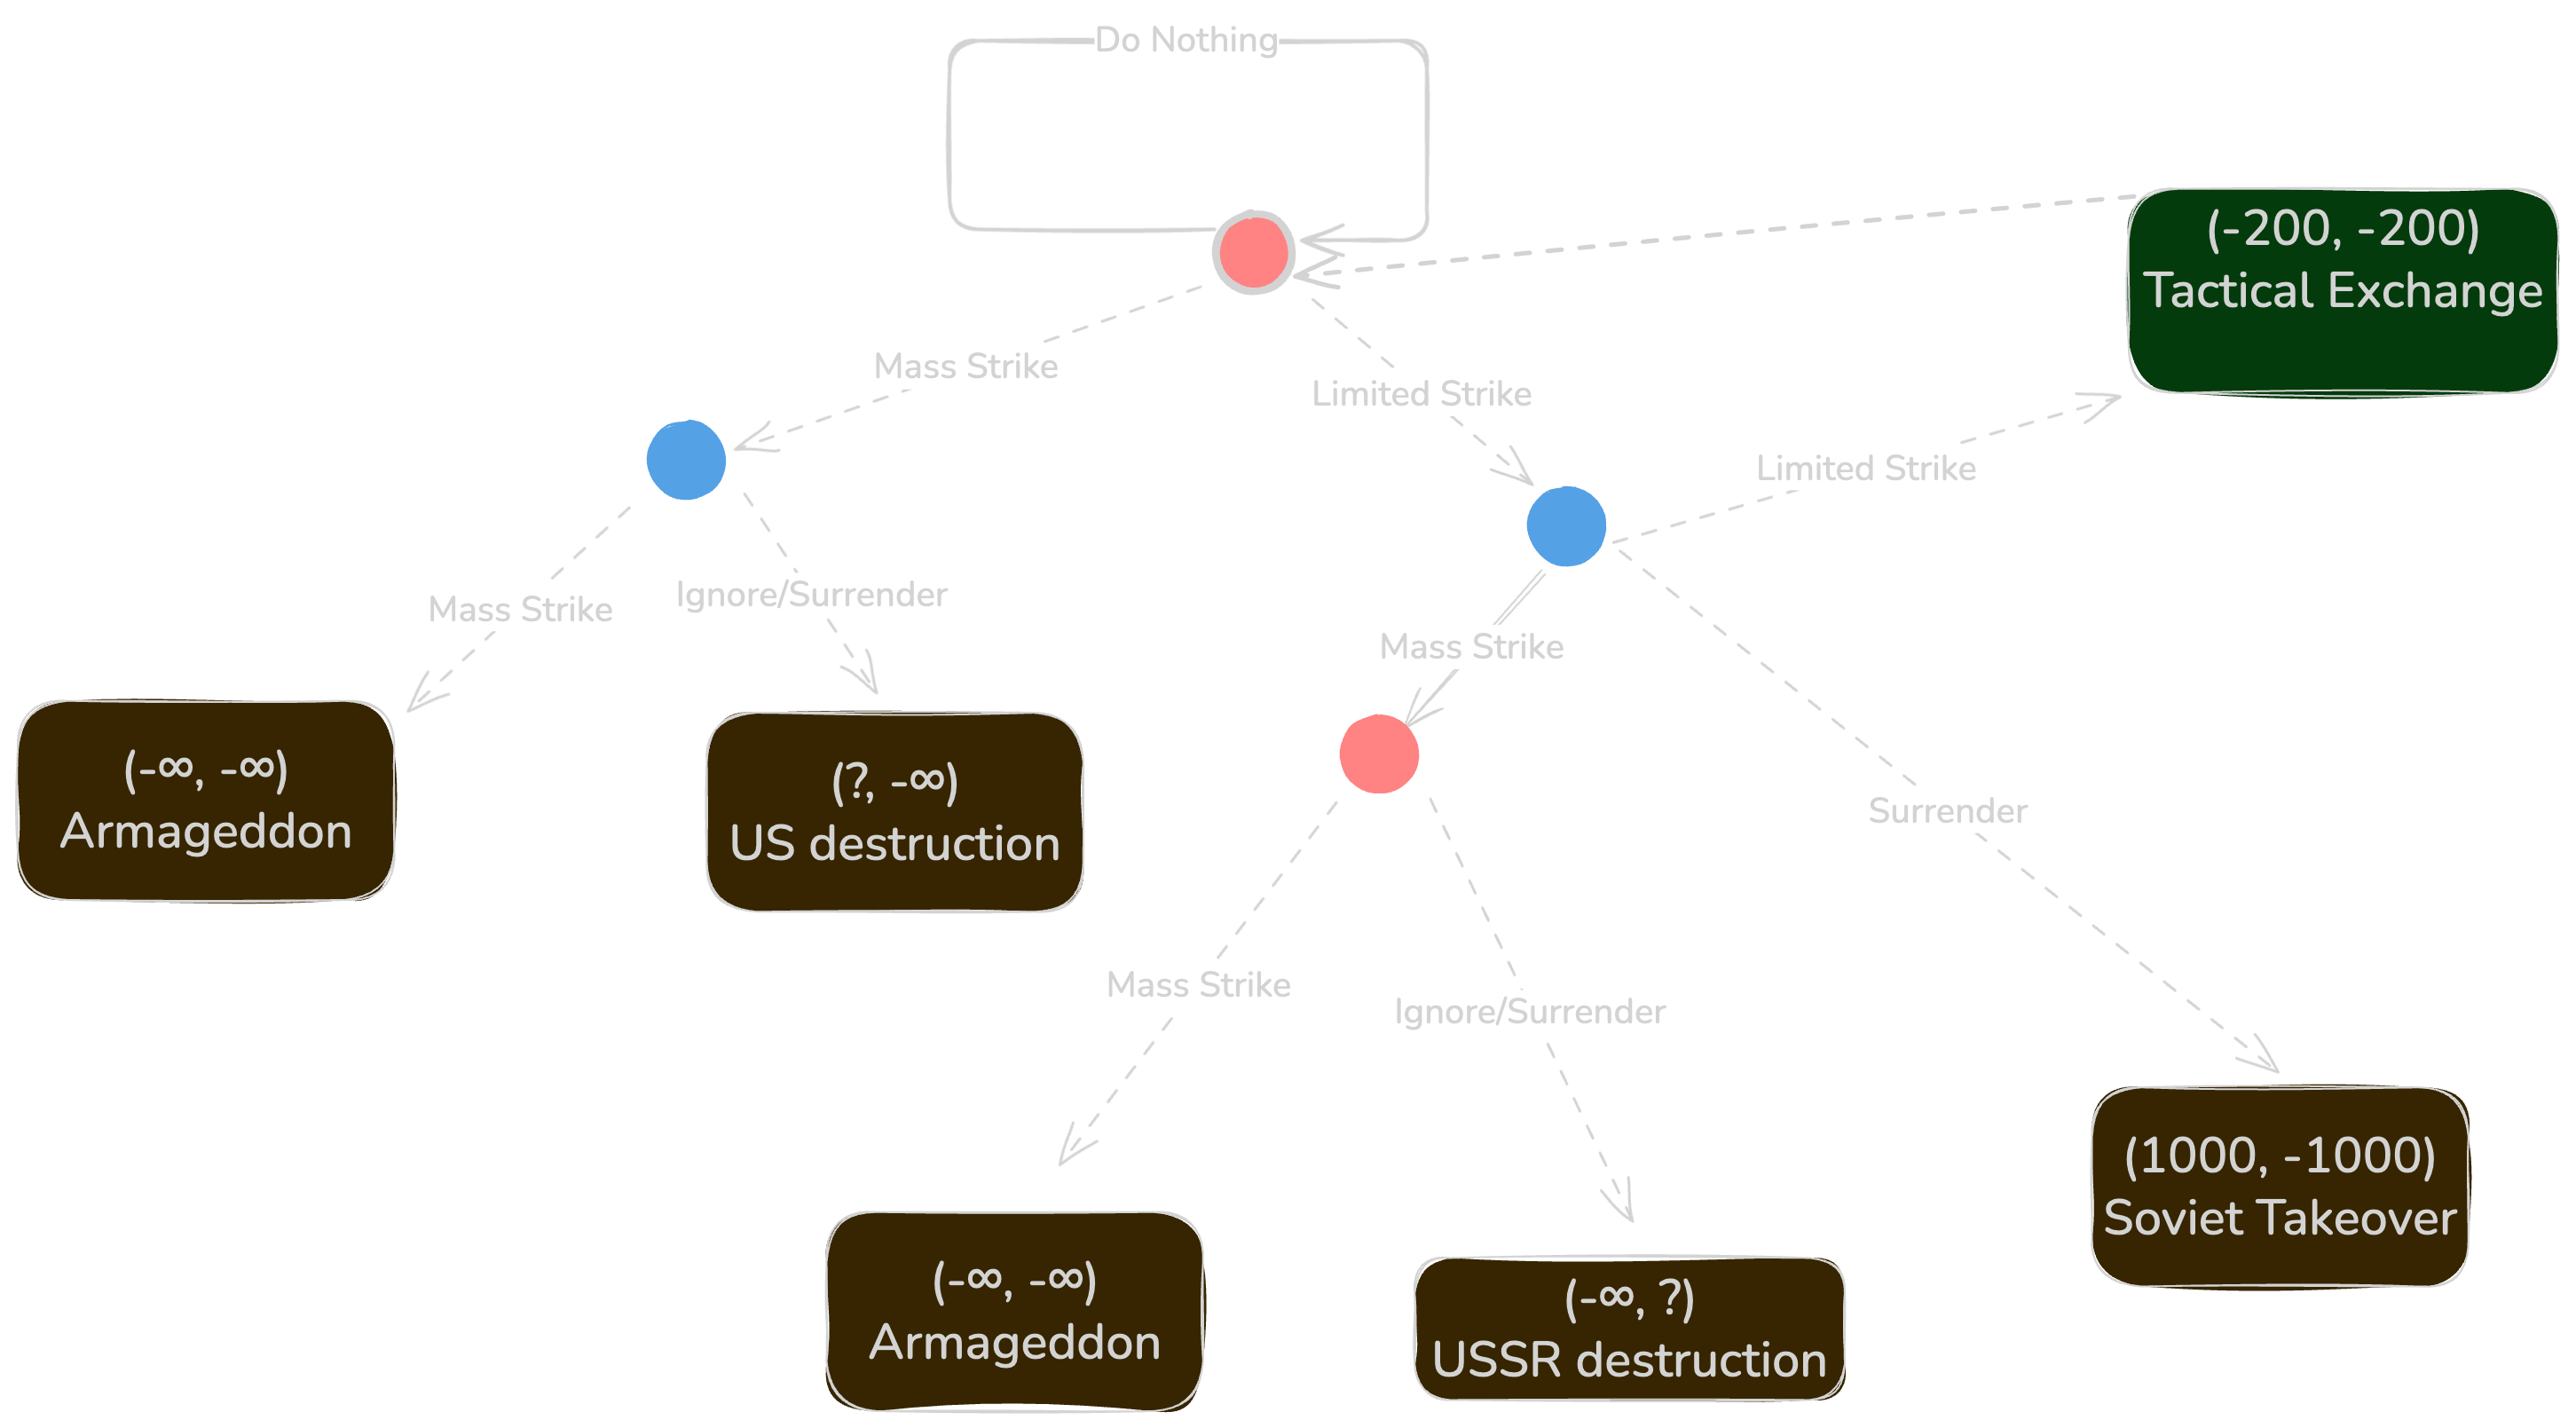 Do Nothing
(-200, -200)
Tactical Exchange
Mass Strike
Limited Strike
Limited Strike
Mass Strike
Ignore/Surrender
Mass Strike
(-∞, -∞)
Armageddon
(?, -∞)
US destruction
Surrender
Mass Strike
Ignore/Surrender
(1000, -1000)
Soviet Takeover
(-∞, -∞)
Armageddon
(-∞, ?)
USSR destruction